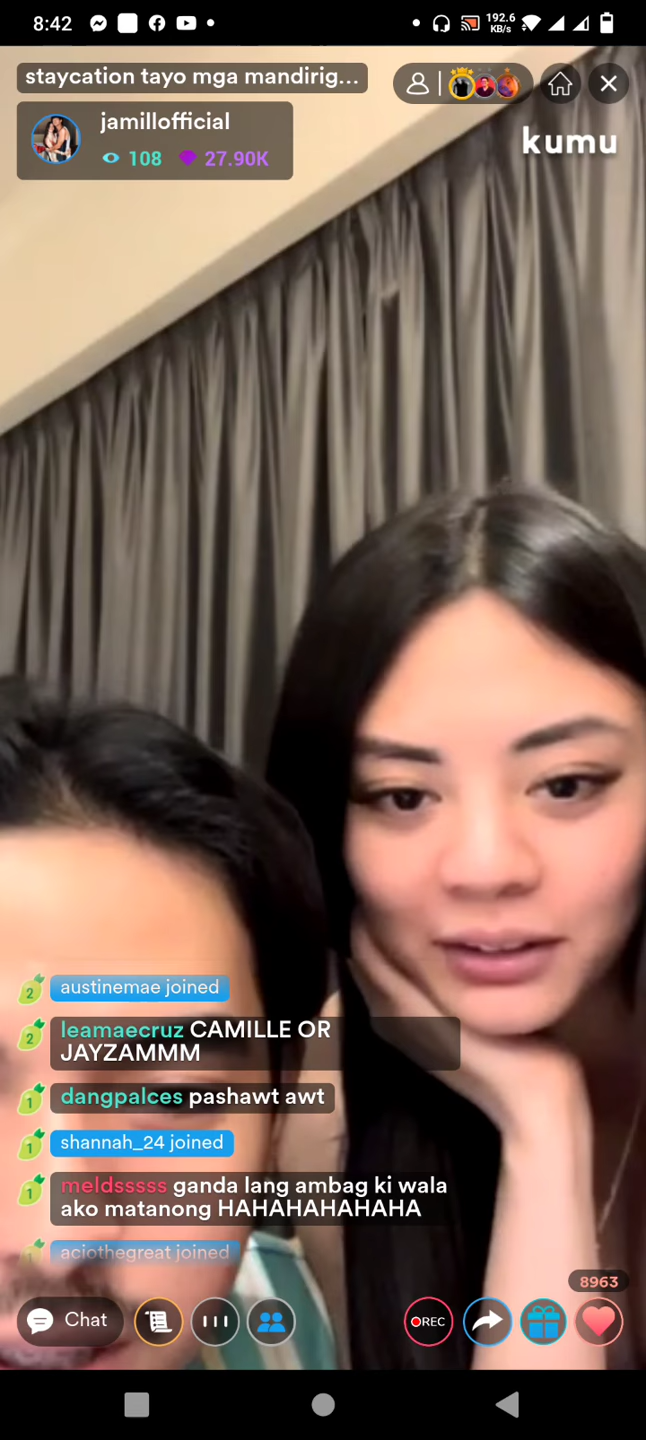 8:42
192.6
KB/s
staycation tayo mga mandirig...
jamillofficial
108 27.90K
kumu
2 austinemae joined
2 leamaecruz CAMILLE OR
JAYZAMMM
1 dangpalces pashawt awt
1 shannah_24 joined
1 meldsssss ganda lang ambag ki wala
ako matanong HAHAHAHAHAHA
1 aciothegreat joined
8963
Chat
REC